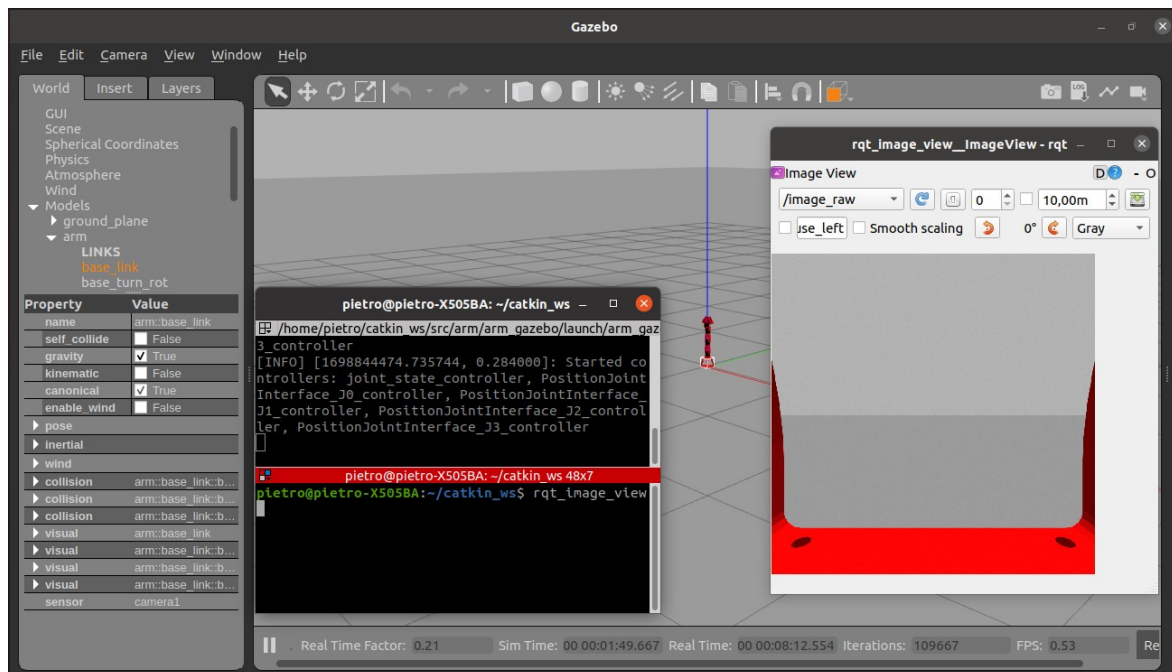 Gazebo
File Edit Camera View Window Help
World Insert Layers
GUI
Scene
Spherical Coordinates
Physics
Atmosphere
Wind
Models
ground_plane
arm
LINKS
base_link
base_turn_rot
Property Value
name arm::base_link
self_collide False
gravity True
kinematic False
canonical True
enable_wind False
pose
inertial
wind
collision arm::base_link::b...
collision arm::base_link::b...
collision arm::base_link::b...
visual arm::base_link
visual arm::base_link::b...
visual arm::base_link::b...
visual arm::base_link::b...
sensor camera1
LOG
pietro@pietro-X505BA: ~/catkin_ws
/home/pietro/catkin_ws/src/arm/arm_gazebo/launch/arm_gaz
3_controller
[INFO] [1698844474.735744, 0.284000]: Started co
ntrollers: joint_state_controller, PositionJoint
Interface_J0_controller, PositionJointInterface_
J1_controller, PositionJointInterface_J2_control
ler, PositionJointInterface_J3_controller
pietro@pietro-X505BA: ~/catkin_ws 48x7
pietro@pietro-X505BA:~/catkin_ws$ rqt_image_view
rqt_image_view__ImageView - rqt
Image View D ? - O
/image_raw 0 10,00m
use_left Smooth scaling 0° Gray
Real Time Factor: 0.21 Sim Time: 00 00:01:49.667 Real Time: 00 00:08:12.554 Iterations: 109667 FPS: 0.53 Re